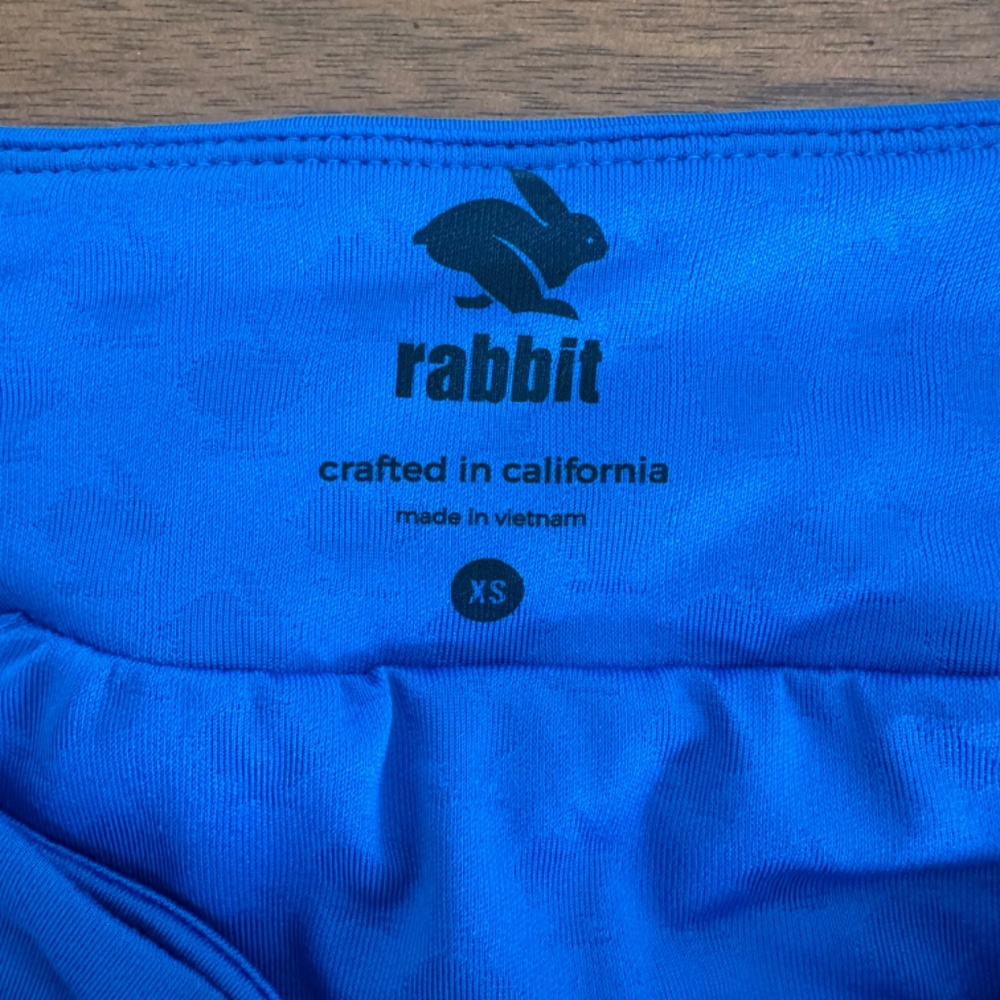 rabbit
crafted in california
made in vietnam
XS